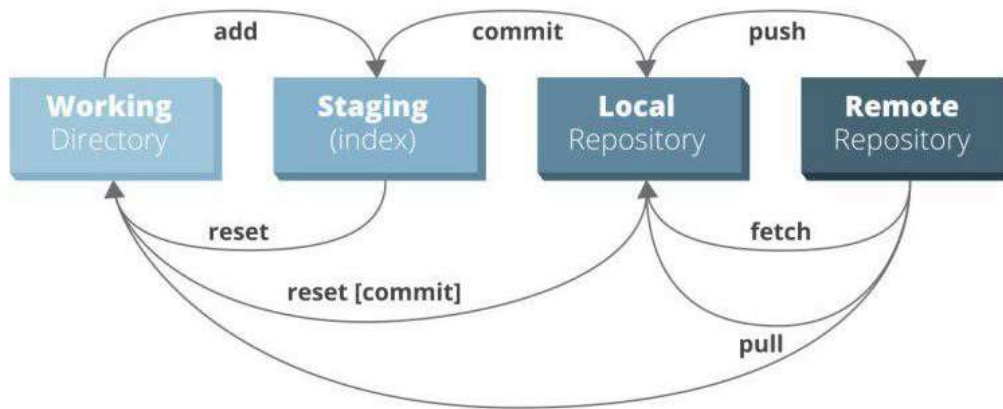 add
commit
push
Working
Directory
Staging
(index)
Local
Repository
Remote
Repository
reset
fetch
reset [commit]
pull